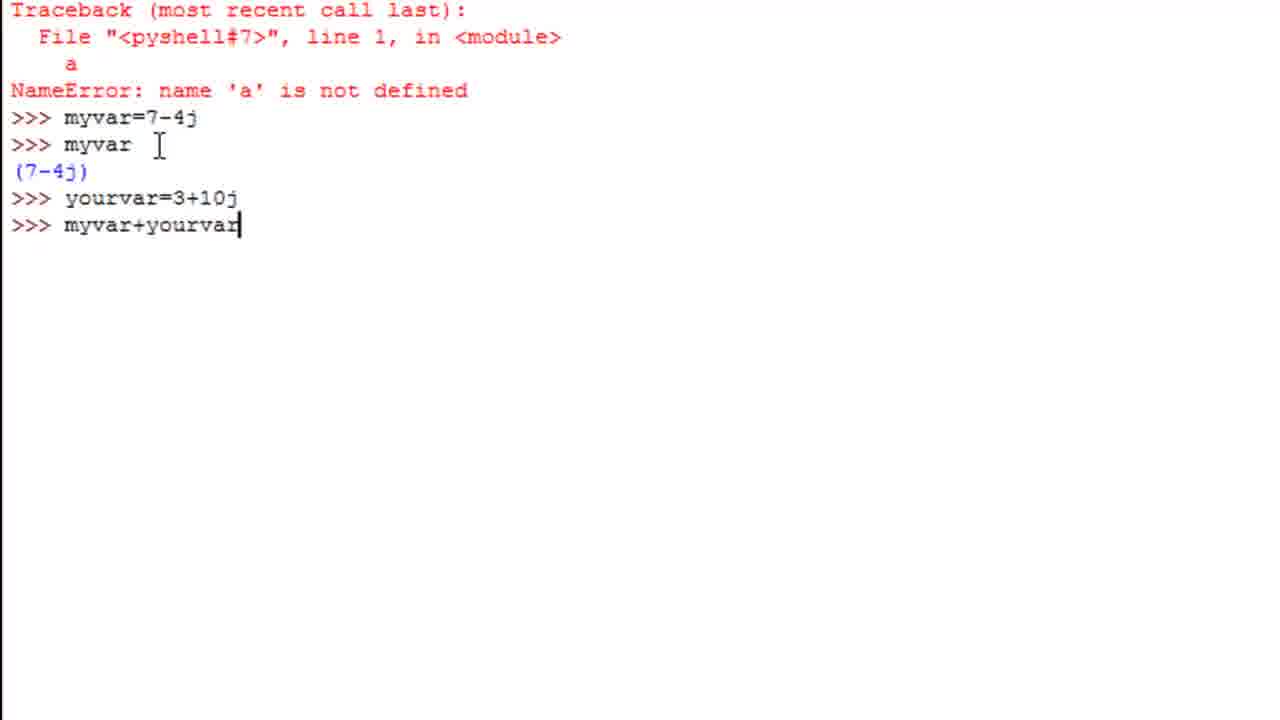 Traceback (most recent call last):
  File "<pyshell#7>", line 1, in <module>
    a
NameError: name 'a' is not defined
>>> myvar=7-4j
>>> myvar
(7-4j)
>>> yourvar=3+10j
>>> myvar+yourvar